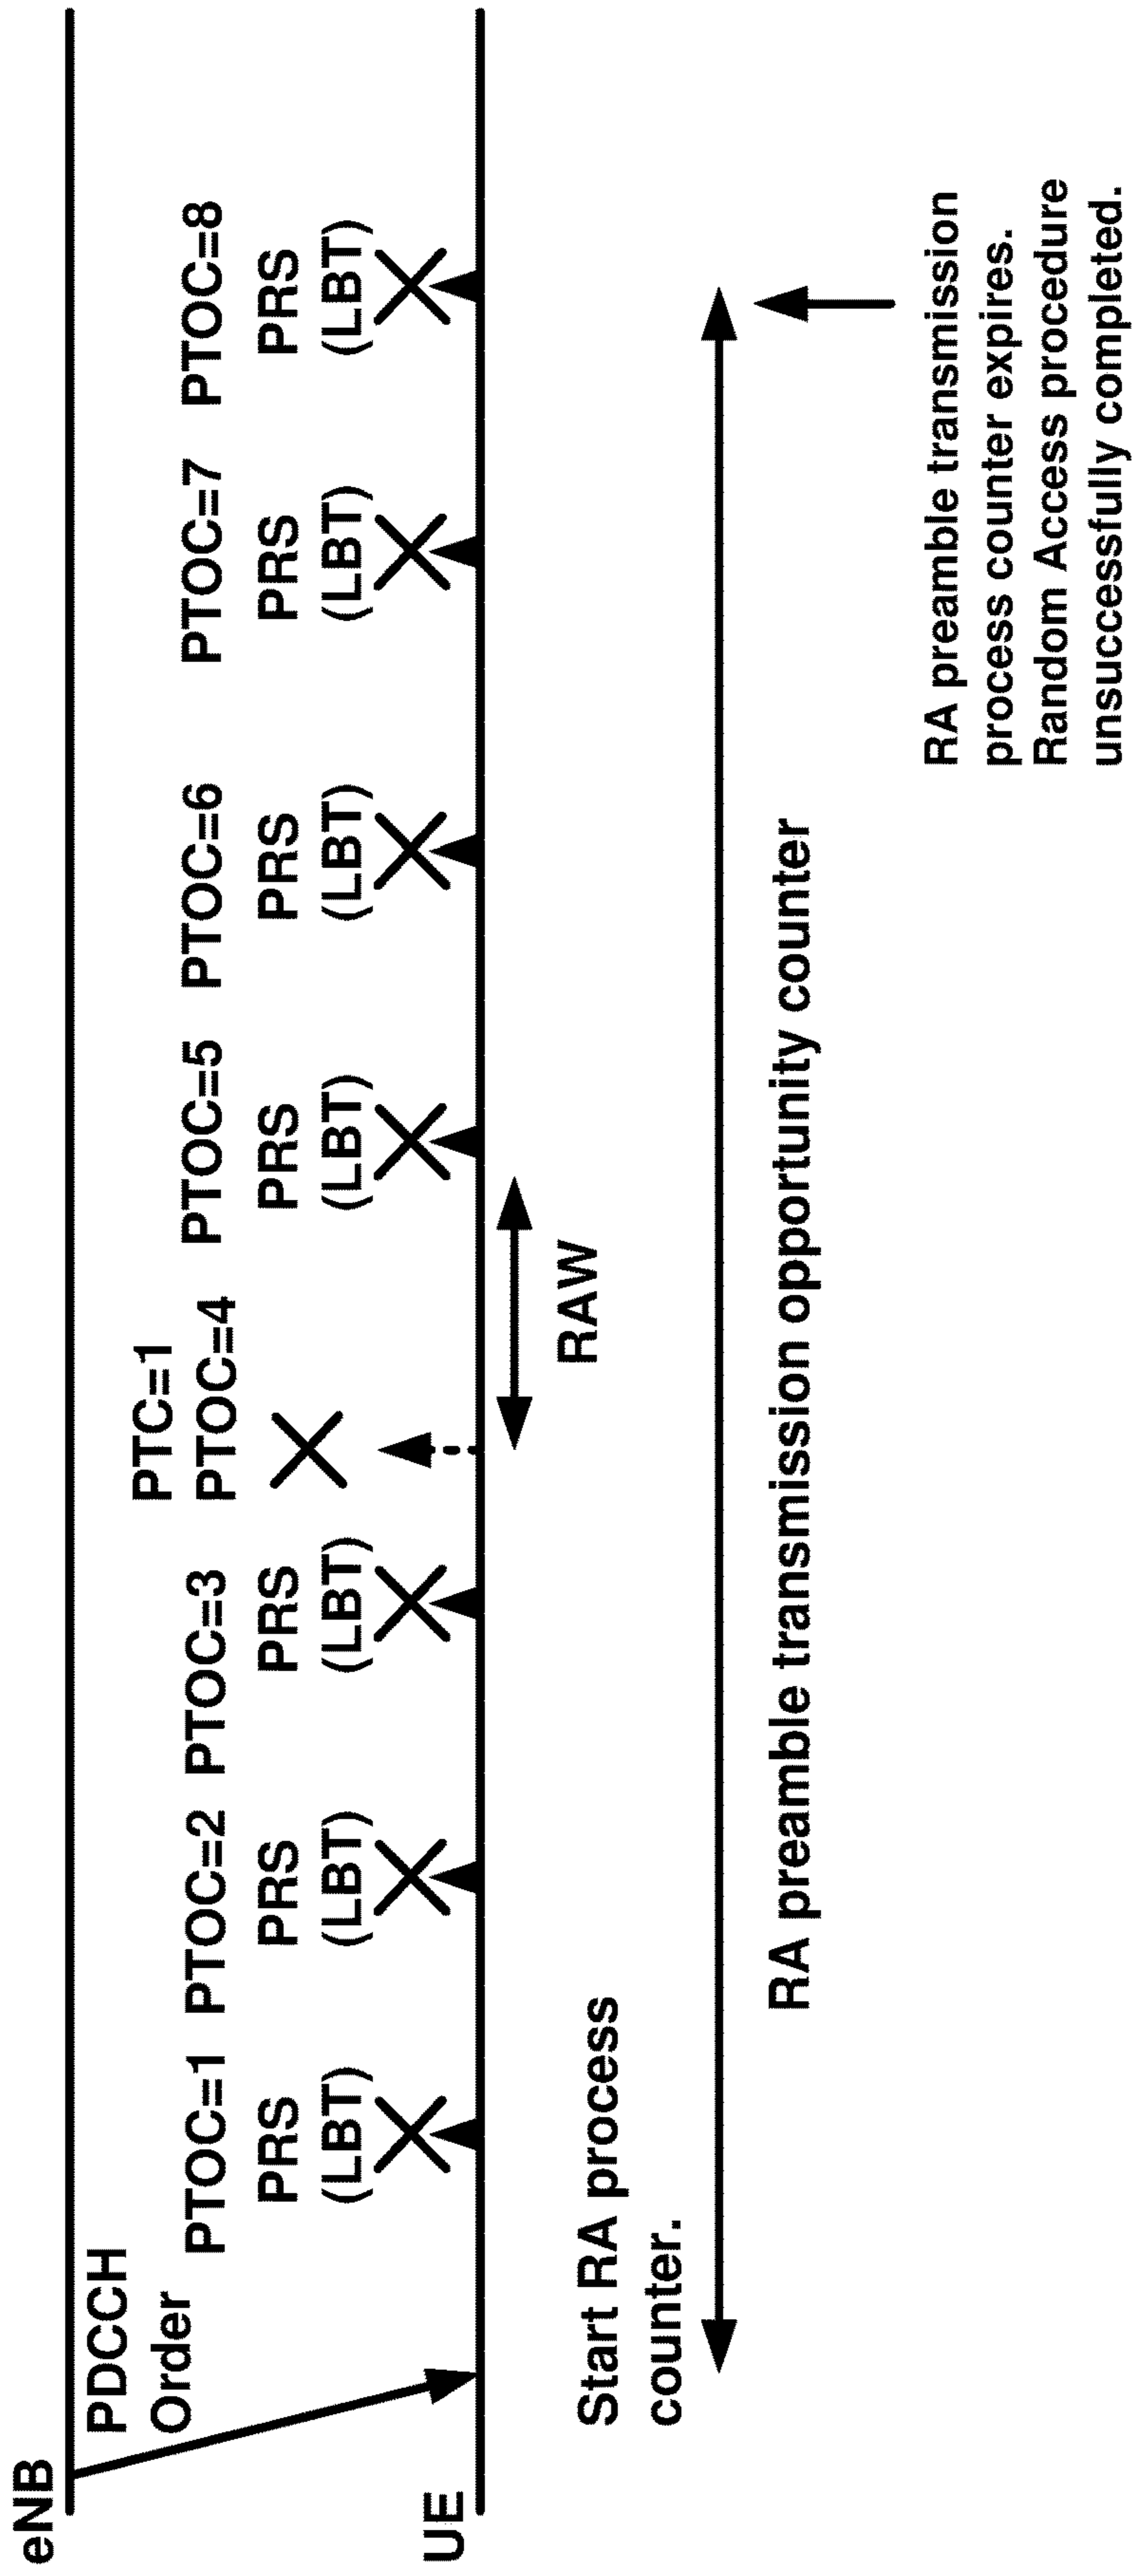 eNB
PDCCH
Order
PTOC=1
PRS
(LBT)
PTOC=2
PRS
(LBT)
PTOC=3
PRS
(LBT)
PTC=1
PTOC=4
PTOC=5
PRS
(LBT)
PTOC=6
PRS
(LBT)
PTOC=7
PRS
(LBT)
PTOC=8
PRS
(LBT)
UE
RAW
Start RA process
counter.
RA preamble transmission opportunity counter
RA preamble transmission
process counter expires.
Random Access procedure
unsuccessfully completed.